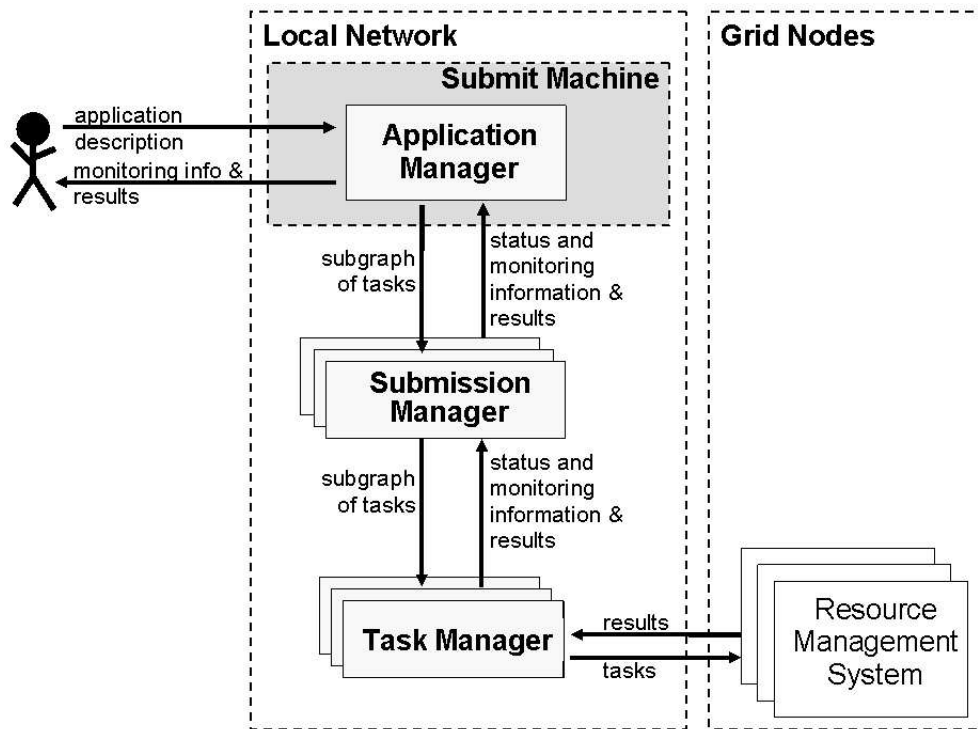 Local Network
Grid Nodes
Submit Machine
application
description
monitoring info &
results
Application
Manager
subgraph
of tasks
status and
monitoring
information &
results
Submission
Manager
subgraph
of tasks
status and
monitoring
information &
results
Task Manager
results
tasks
Resource
Management
System